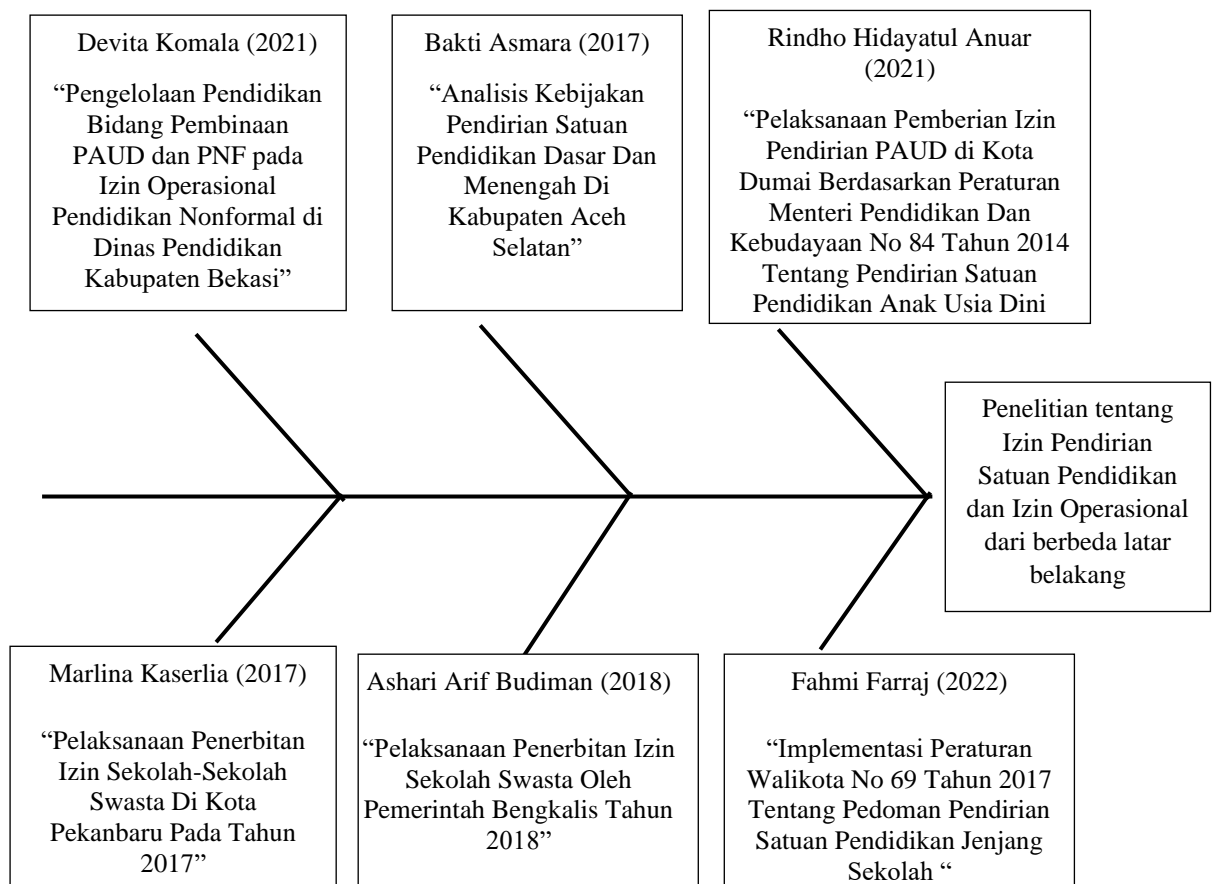 Devita Komala (2021)
“Pengelolaan Pendidikan
Bidang Pembinaan
PAUD dan PNF pada
Izin Operasional
Pendidikan Nonformal di
Dinas Pendidikan
Kabupaten Bekasi”
Bakti Asmara (2017)
“Analisis Kebijakan
Pendirian Satuan
Pendidikan Dasar Dan
Menengah Di
Kabupaten Aceh
Selatan”
Rindho Hidayatul Anuar
(2021)
“Pelaksanaan Pemberian Izin
Pendirian PAUD di Kota
Dumai Berdasarkan Peraturan
Menteri Pendidikan Dan
Kebudayaan No 84 Tahun 2014
Tentang Pendirian Satuan
Pendidikan Anak Usia Dini
Penelitian tentang
Izin Pendirian
Satuan Pendidikan
dan Izin Operasional
dari berbeda latar
belakang
Marlina Kaserlia (2017)
“Pelaksanaan Penerbitan
Izin Sekolah-Sekolah
Swasta Di Kota
Pekanbaru Pada Tahun
2017”
Ashari Arif Budiman (2018)
“Pelaksanaan Penerbitan Izin
Sekolah Swasta Oleh
Pemerintah Bengkalis Tahun
2018”
Fahmi Farraj (2022)
“Implementasi Peraturan
Walikota No 69 Tahun 2017
Tentang Pedoman Pendirian
Satuan Pendidikan Jenjang
Sekolah “